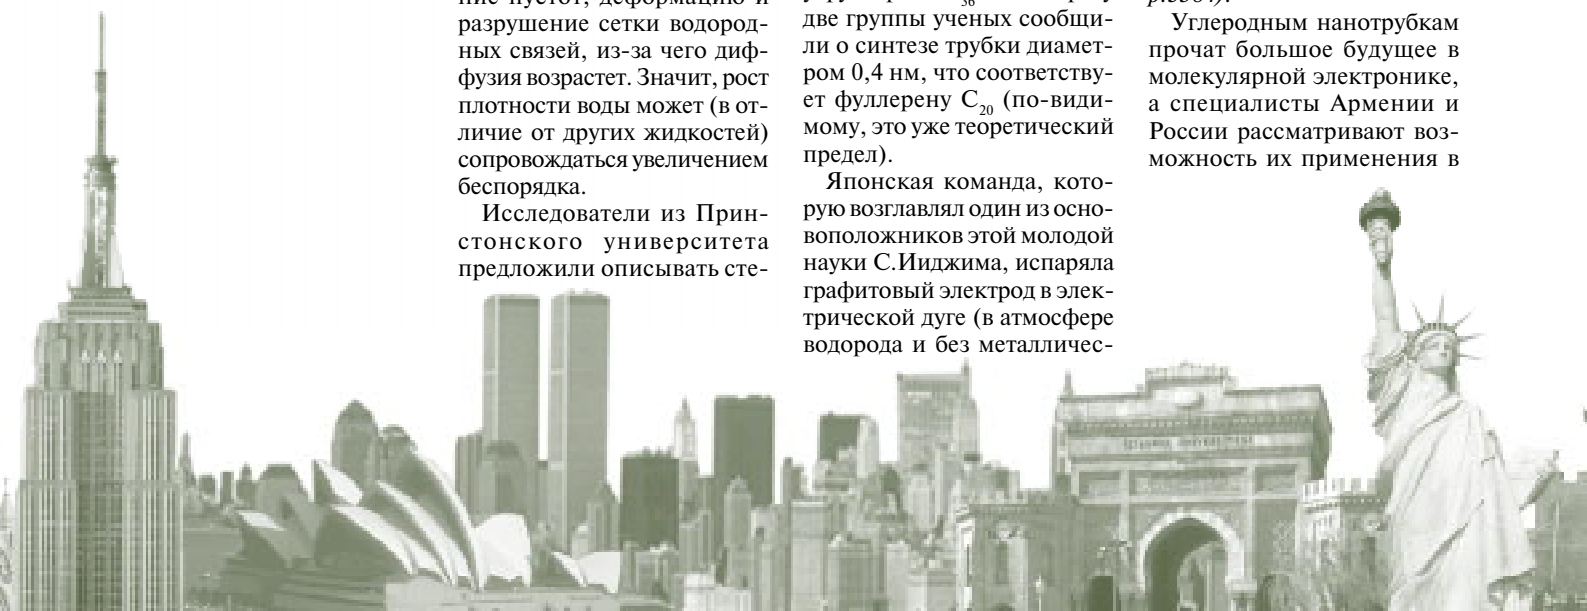 разрушение сетки водород-
ных связей, из-за чего диф-
фузия возрастет. Значит, рост
плотности воды может (в от-
личие от других жидкостей)
сопровождаться увеличением
беспорядка.
Исследователи из Прин-
стонского университета
предложили описывать сте-
36
две группы ученых сообщи-
ли о синтезе трубки диамет-
ром 0,4 нм, что соответству-
ет фуллерену C20 (по-види-
мому, это уже теоретический
предел).
Японская команда, кото-
рую возглавлял один из осно-
воположников этой молодой
науки С.Ииджима, испаряла
графитовый электрод в элек-
трической дуге (в атмосфере
водорода и без металличес-
Углеродным нанотрубкам
прочат большое будущее в
молекулярной электронике,
а специалисты Армении и
России рассматривают воз-
можность их применения в